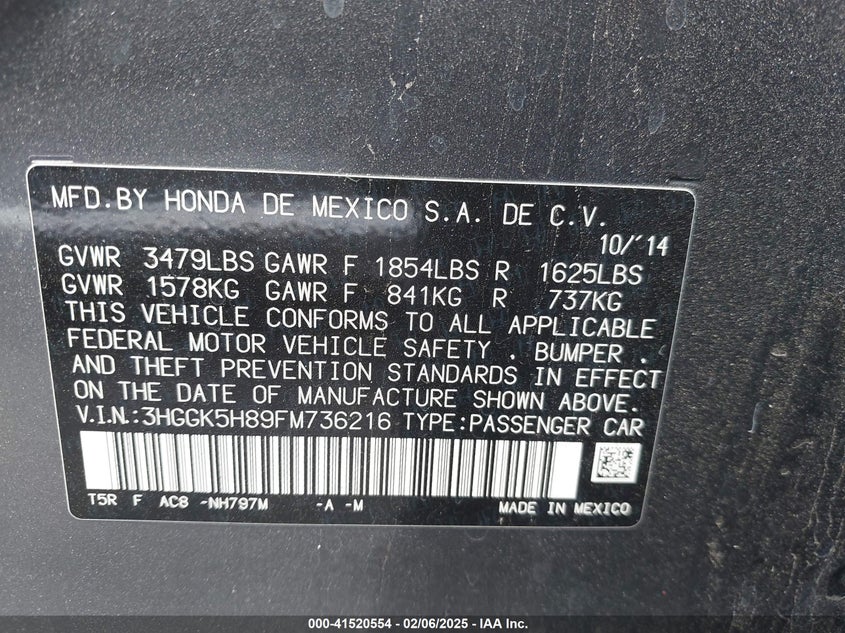 MFD.BY HONDA DE MEXICO S.A. DE C.V.
10/'14
GVWR 3479LBS GAWR F 1854LBS R 1625LBS
GVWR 1578KG GAWR F 841KG R 737KG
THIS VEHICLE CONFORMS TO ALL APPLICABLE
FEDERAL MOTOR VEHICLE SAFETY . BUMPER .
AND THEFT PREVENTION STANDARDS IN EFFECT
ON THE DATE OF MANUFACTURE SHOWN ABOVE.
V.I.N.:3HGGK5H89FM736216 TYPE:PASSENGER CAR
T5R F AC8 -NH797M -A -M MADE IN MEXICO
000-41520554 - 02/06/2025 - IAA Inc.